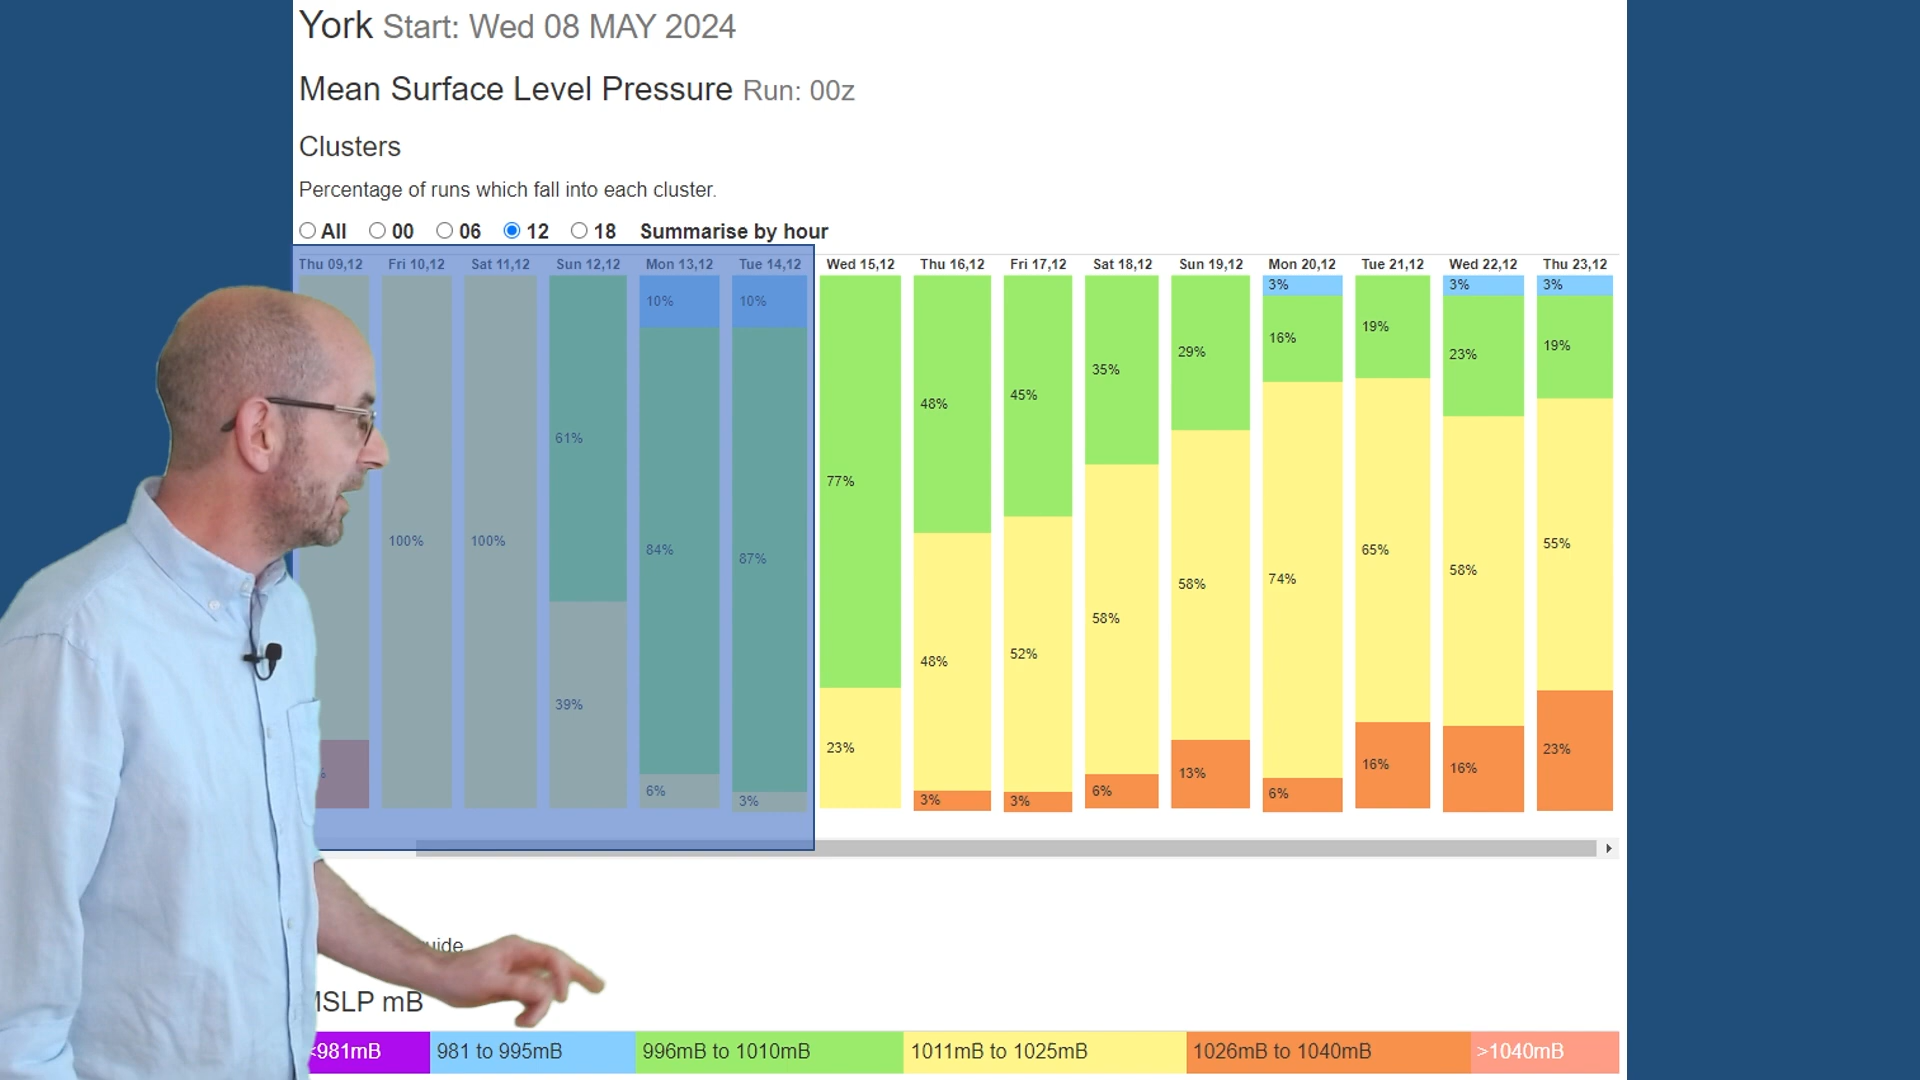 York Start: Wed 08 MAY 2024
Mean Surface Level Pressure Run: 00z
Clusters
Percentage of runs which fall into each cluster.
All 00 06 12 18 Summarise by hour
Thu 09,12 Fri 10,12 Sat 11,12 Sun 12,12 Mon 13,12 Tue 14,12 Wed 15,12 Thu 16,12 Fri 17,12 Sat 18,12 Sun 19,12 Mon 20,12 Tue 21,12 Wed 22,12 Thu 23,12
10% 10% 3% 3% 3%
61% 84% 87% 77% 48% 45% 35% 29% 16% 19% 23% 19%
100% 100% 39% 6% 3% 23% 48% 52% 58% 58% 74% 65% 58% 55%
% 3% 3% 6% 13% 6% 16% 16% 23%
uide
MSLP mB
<981mB 981 to 995mB 996mB to 1010mB 1011mB to 1025mB 1026mB to 1040mB >1040mB